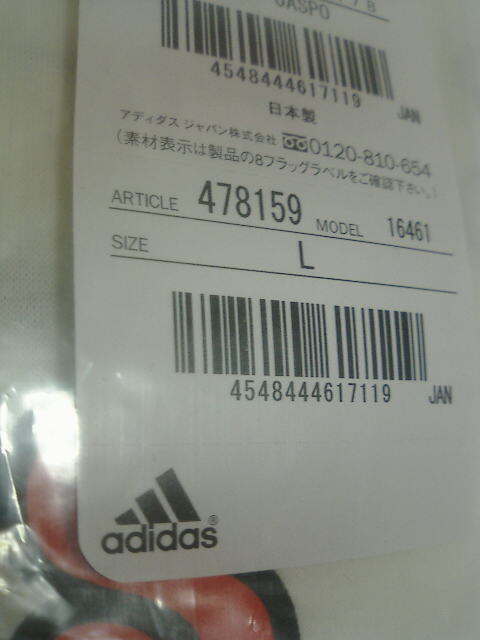 GASPO
4548444617119 JAN
日本製
アディダス ジャパン株式会社 0120-810-654
(素材表示は製品の8フラッグラベルをご確認下さい。)
ARTICLE 478159 MODEL 16461
SIZE L
4548444617119 JAN
adidas®